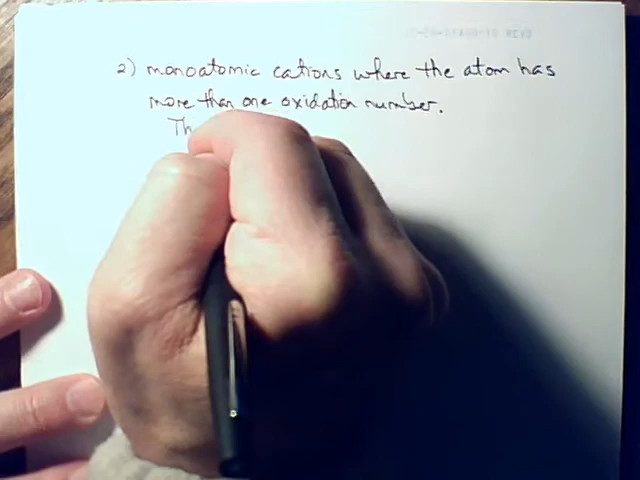 2) monoatomic cations where the atom has
more than one oxidation number.
Th